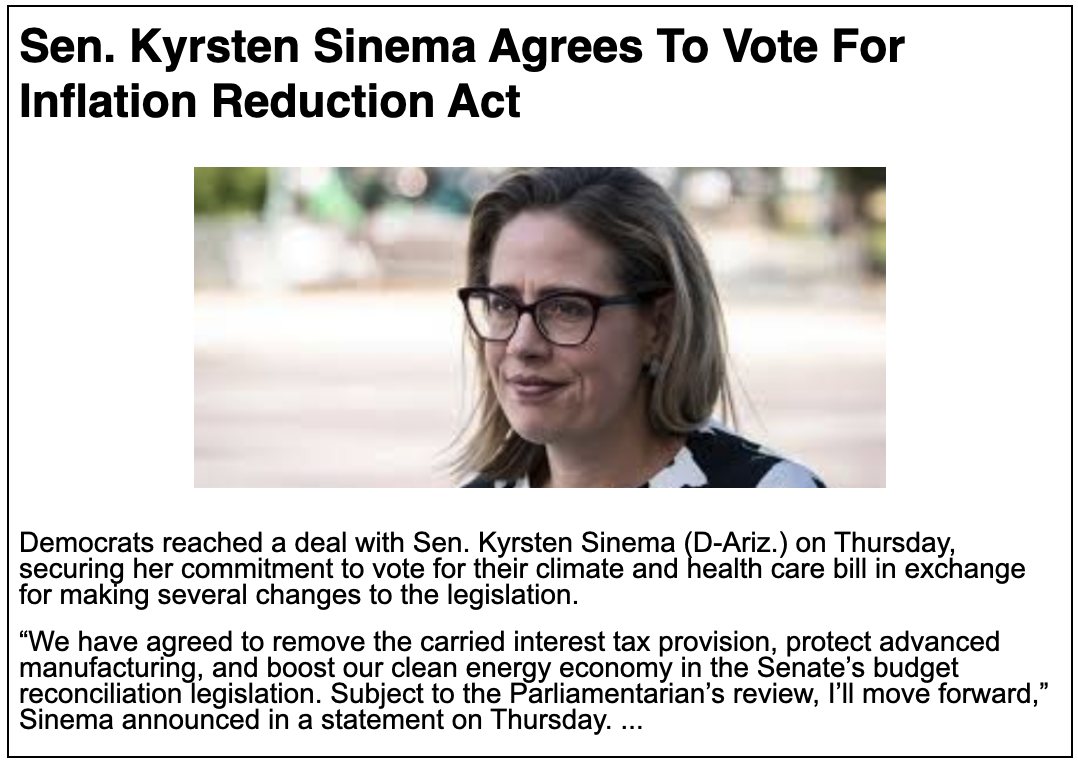 Sen. Kyrsten Sinema Agrees To Vote For
Inflation Reduction Act
Democrats reached a deal with Sen. Kyrsten Sinema (D-Ariz.) on Thursday,
securing her commitment to vote for their climate and health care bill in exchange
for making several changes to the legislation.
“We have agreed to remove the carried interest tax provision, protect advanced
manufacturing, and boost our clean energy economy in the Senate’s budget
reconciliation legislation. Subject to the Parliamentarian’s review, I’ll move forward,”
Sinema announced in a statement on Thursday. ...